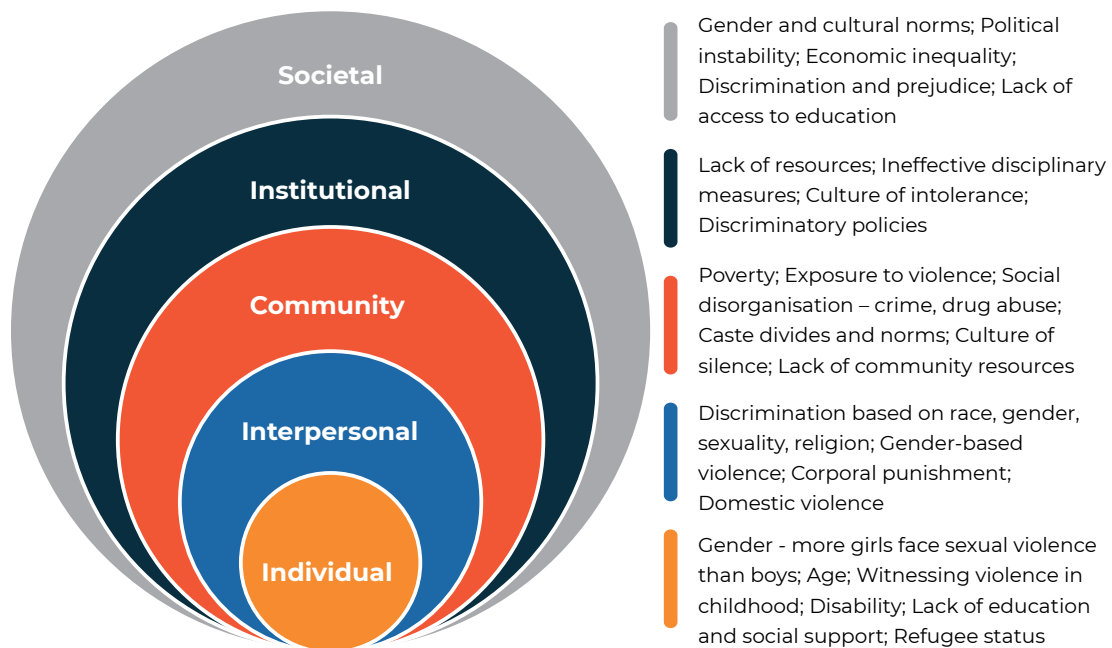 Societal
Institutional
Community
Interpersonal
Individual
Gender and cultural norms; Political
instability; Economic inequality;
Discrimination and prejudice; Lack of
access to education
Lack of resources; Ineffective disciplinary
measures; Culture of intolerance;
Discriminatory policies
Poverty; Exposure to violence; Social
disorganisation – crime, drug abuse;
Caste divides and norms; Culture of
silence; Lack of community resources
Discrimination based on race, gender,
sexuality, religion; Gender-based
violence; Corporal punishment;
Domestic violence
Gender - more girls face sexual violence
than boys; Age; Witnessing violence in
childhood; Disability; Lack of education
and social support; Refugee status